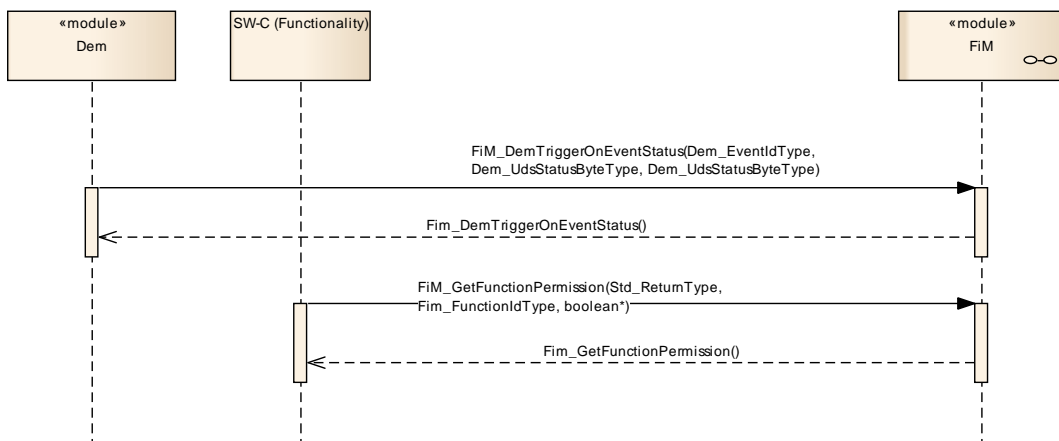 «module»
Dem
SW-C (Functionality)
«module»
FiM
FiM_DemTriggerOnEventStatus(Dem_EventIdType,
Dem_UdsStatusByteType, Dem_UdsStatusByteType)
Fim_DemTriggerOnEventStatus()
FiM_GetFunctionPermission(Std_ReturnType,
Fim_FunctionIdType, boolean*)
Fim_GetFunctionPermission()